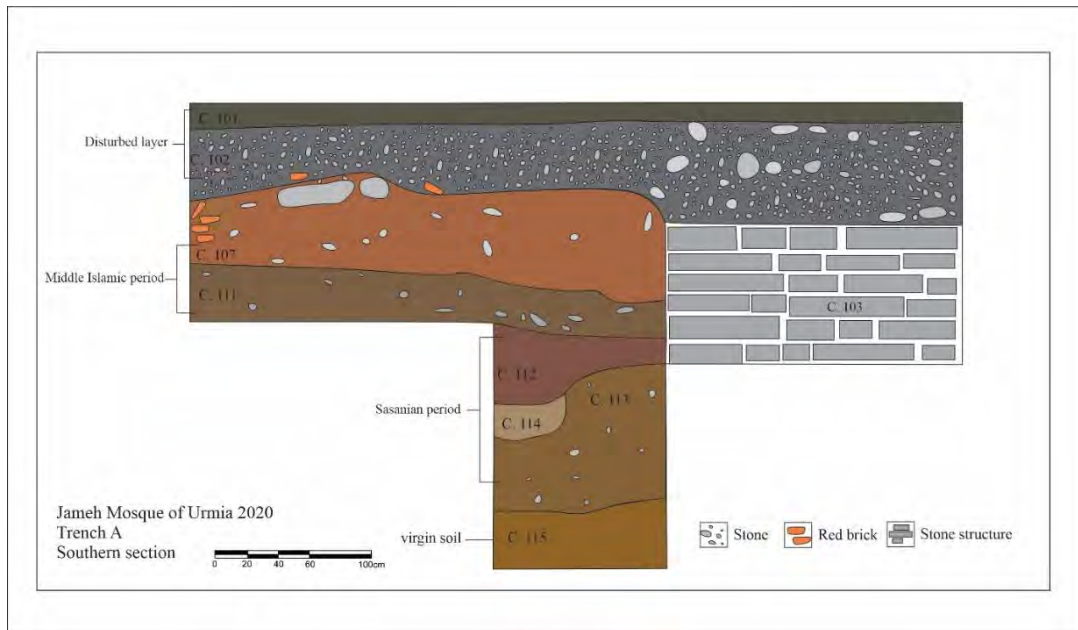 C. 101
Disturbed layer
C. 102
C. 107
Middle Islamic period
C. 111
C. 103
C. 112
C. 113
Sasanian period
C. 114
Jameh Mosque of Urmia 2020
Trench A
Southern section
0 20 40 60 100cm
virgin soil
C. 115
Stone
Red brick
Stone structure